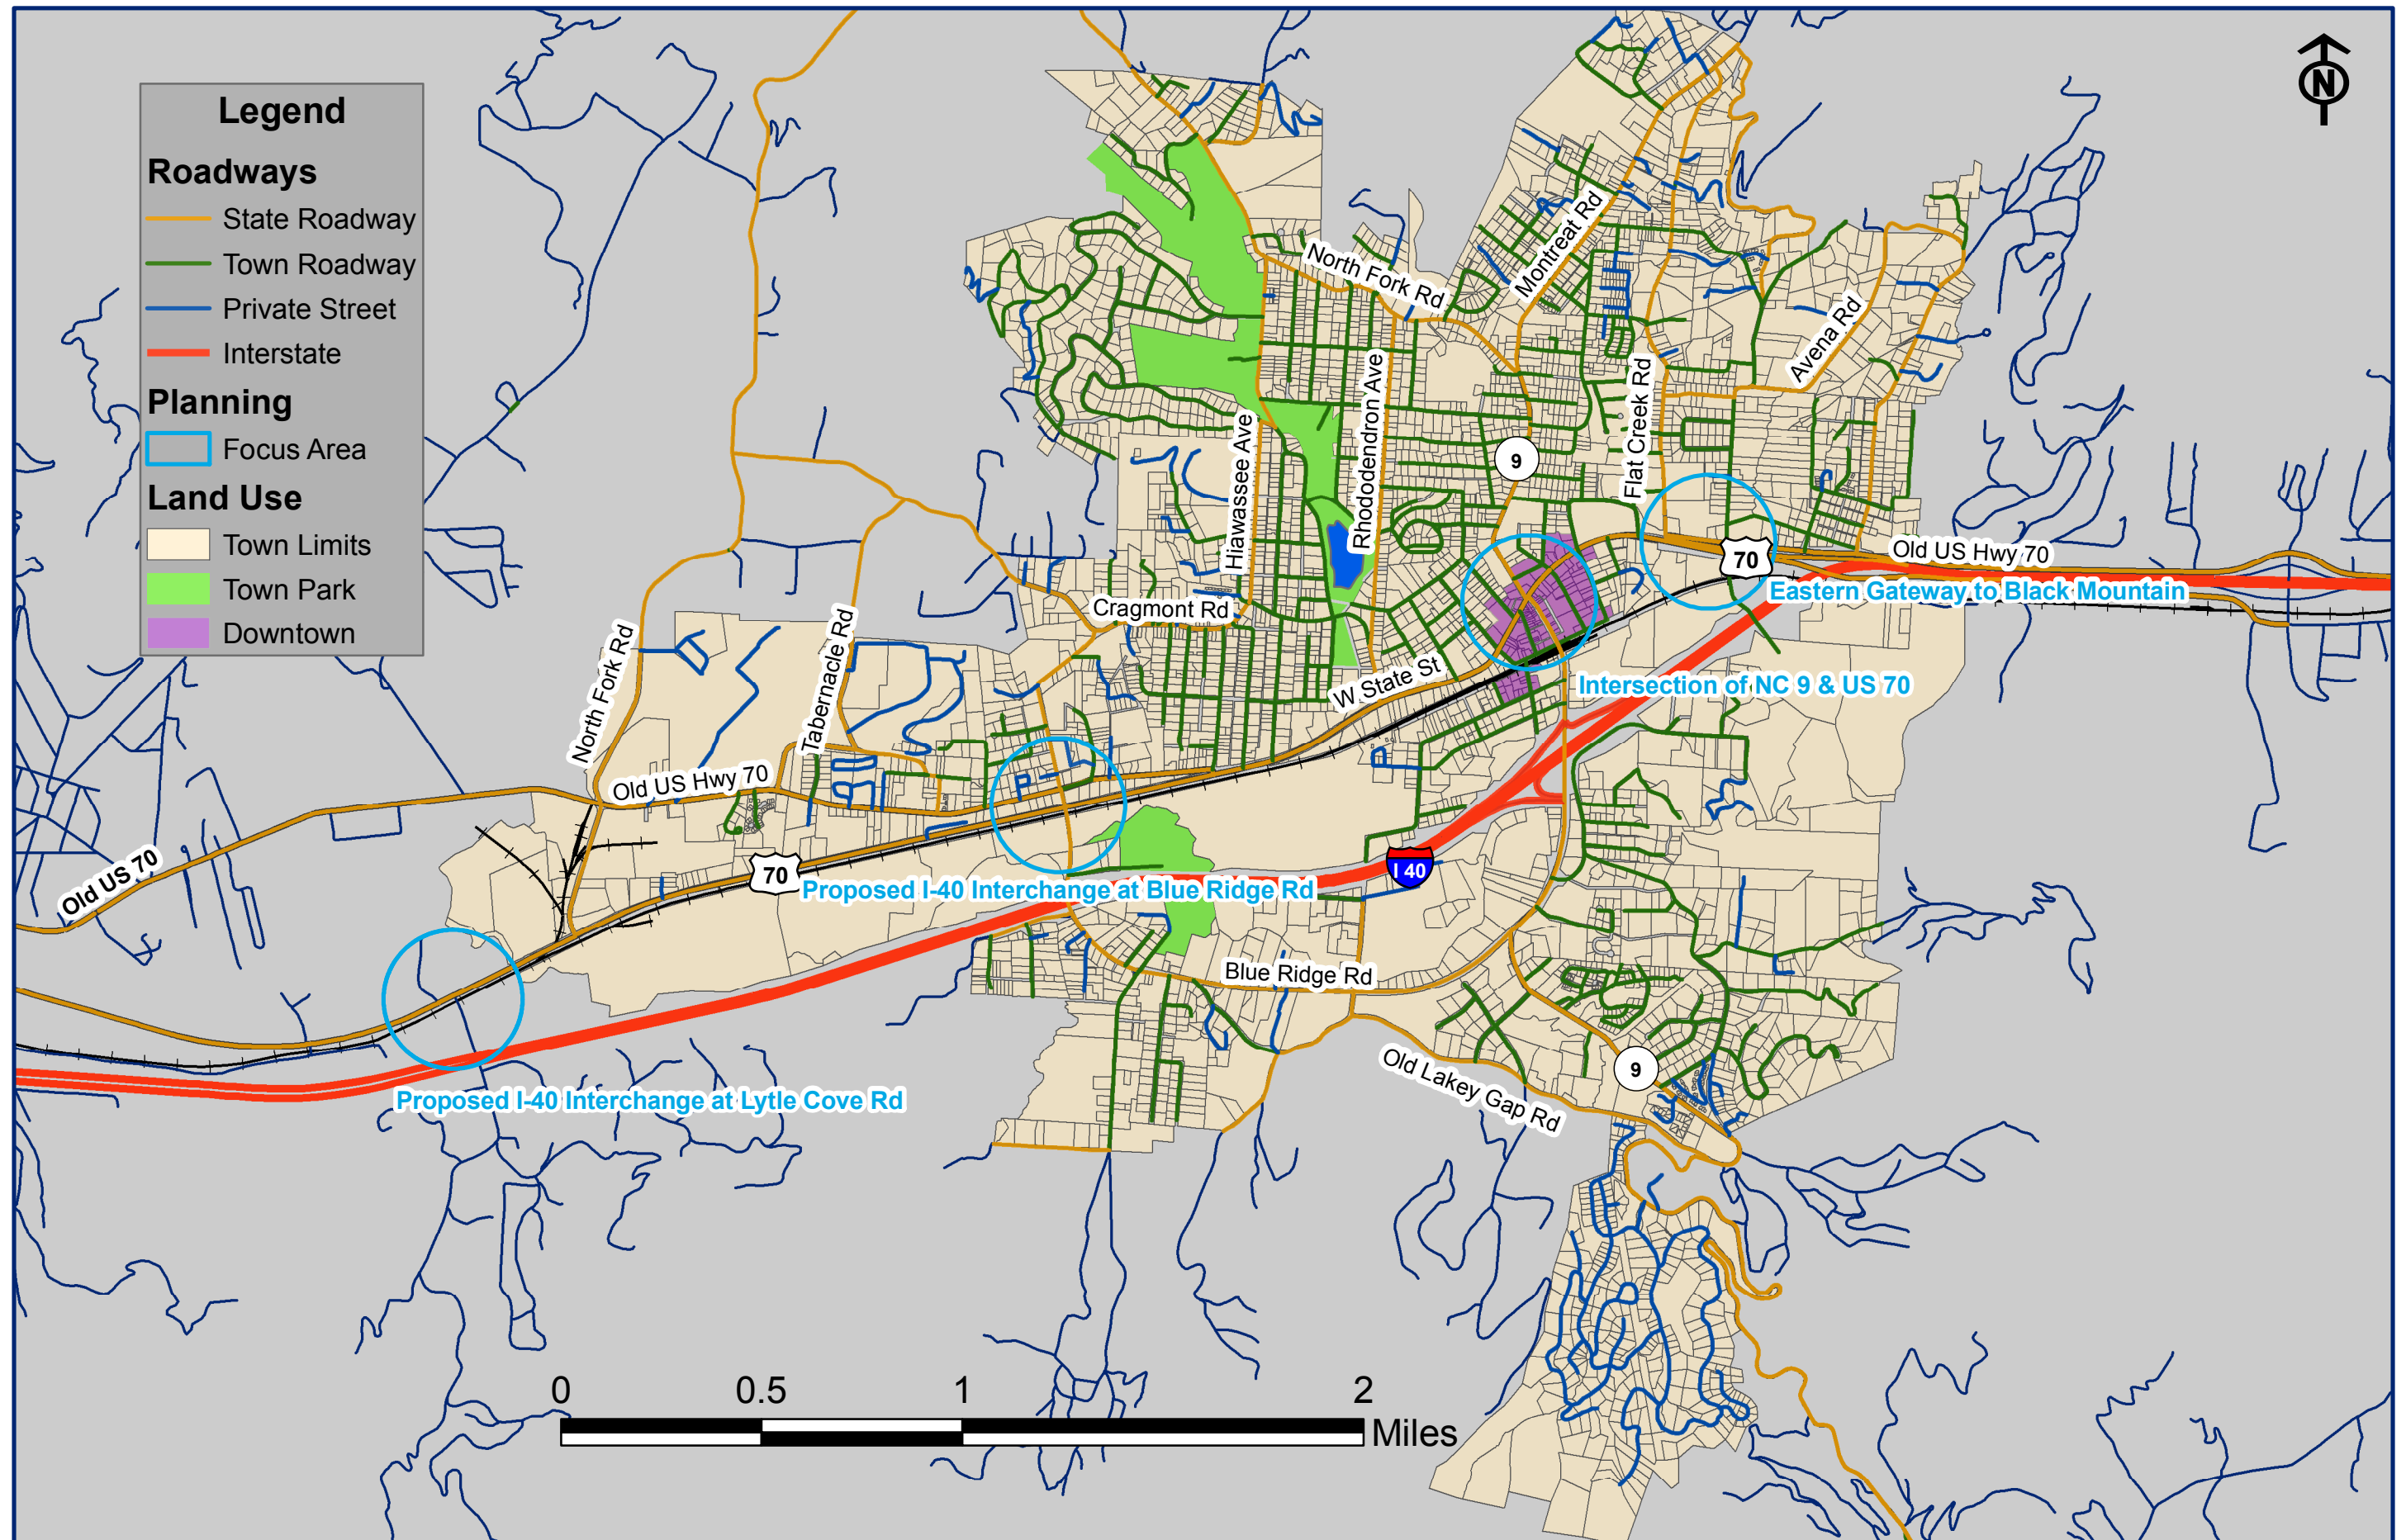 N
Legend
Roadways
State Roadway
Town Roadway
Private Street
Interstate
Planning
Focus Area
Land Use
Town Limits
Town Park
Downtown
North Fork Rd
Montreat Rd
Avena Rd
Flat Creek Rd
Rhododendron Ave
Hiawassee Ave
9
70
Old US Hwy 70
Eastern Gateway to Black Mountain
Cragmont Rd
W State St
Intersection of NC 9 & US 70
North Fork Rd
Tabernacle Rd
Old US Hwy 70
Old US 70
70
I 40
Proposed I-40 Interchange at Blue Ridge Rd
Blue Ridge Rd
Old Lakey Gap Rd
9
Proposed I-40 Interchange at Lytle Cove Rd
0 0.5 1 2
Miles